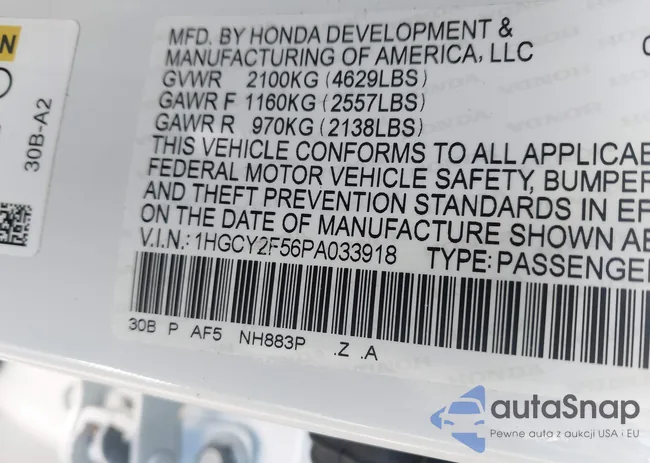 MFD. BY HONDA DEVELOPMENT &
MANUFACTURING OF AMERICA, LLC
GVWR 2100KG (4629LBS)
GAWR F 1160KG (2557LBS)
GAWR R 970KG (2138LBS)
THIS VEHICLE CONFORMS TO ALL APPLICAB
FEDERAL MOTOR VEHICLE SAFETY, BUMPER
AND THEFT PREVENTION STANDARDS IN EF
ON THE DATE OF MANUFACTURE SHOWN AB
V.I.N.: 1HGCY2F56PA033918 TYPE: PASSENGE
30B P AF5 NH883P .Z .A
30B-A2
autaSnap
Pewne auta z aukcji USA i EU